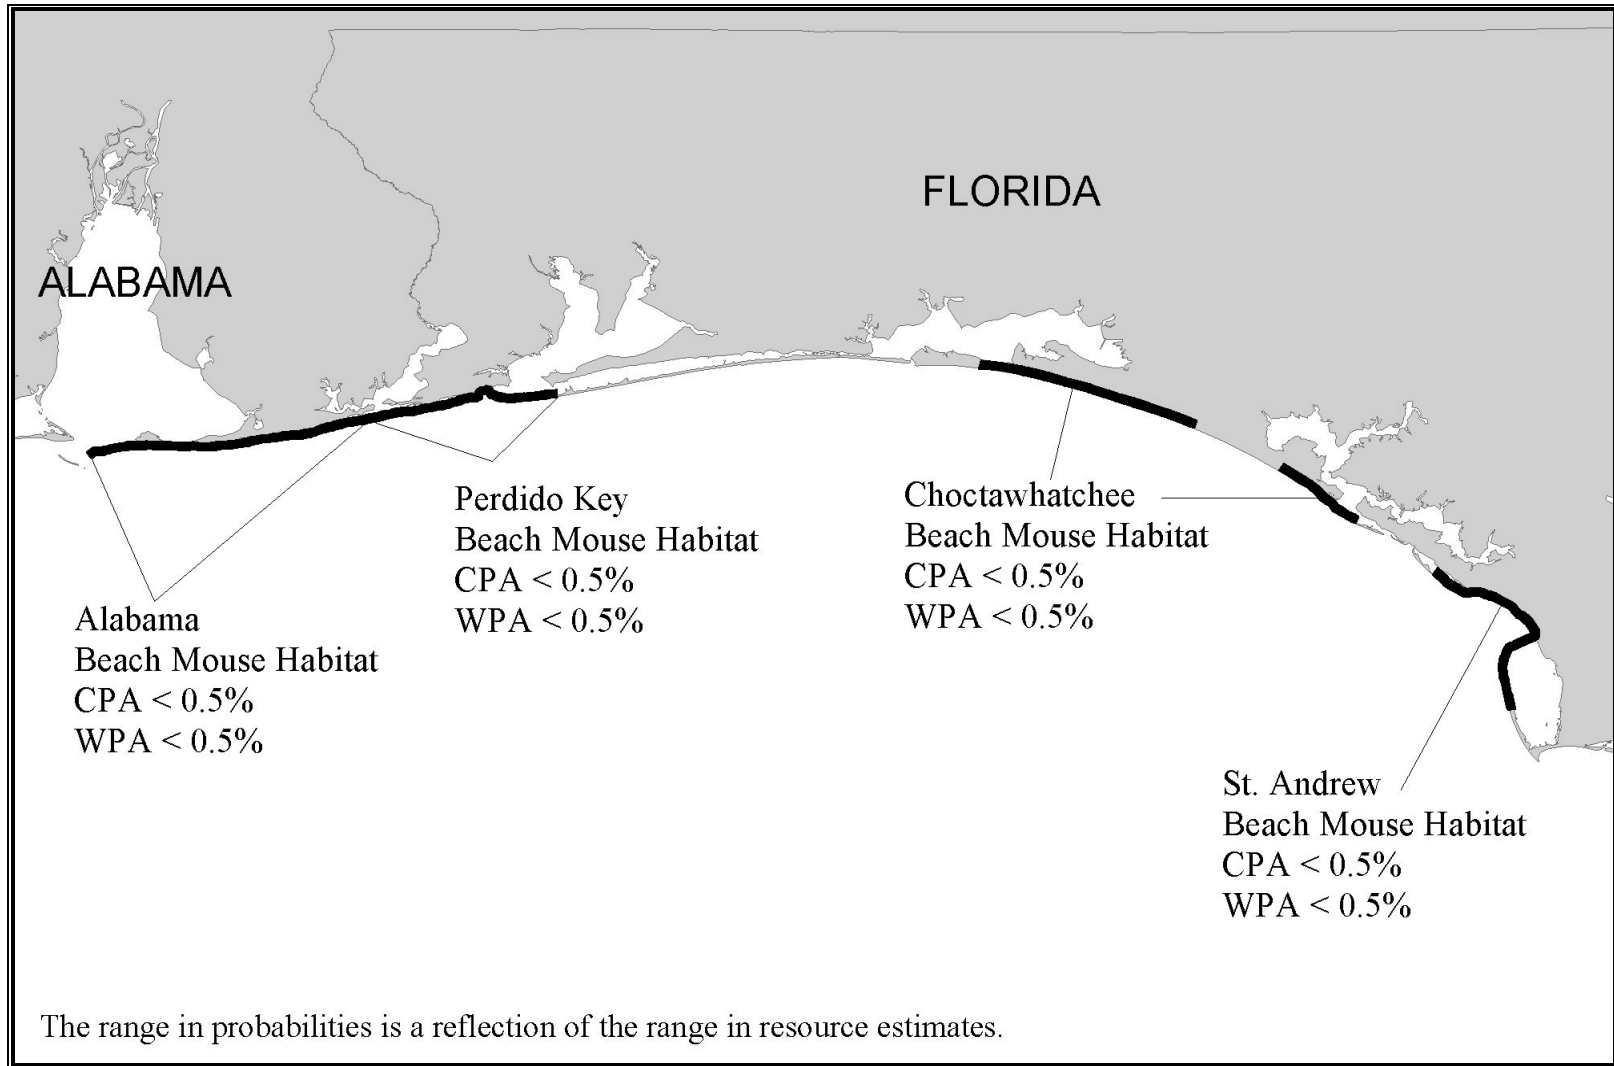 FLORIDA
ALABAMA
Perdido Key
Beach Mouse Habitat
CPA < 0.5%
WPA < 0.5%
Choctawhatchee
Beach Mouse Habitat
CPA < 0.5%
WPA < 0.5%
Alabama
Beach Mouse Habitat
CPA < 0.5%
WPA < 0.5%
St. Andrew
Beach Mouse Habitat
CPA < 0.5%
WPA < 0.5%
The range in probabilities is a reflection of the range in resource estimates.